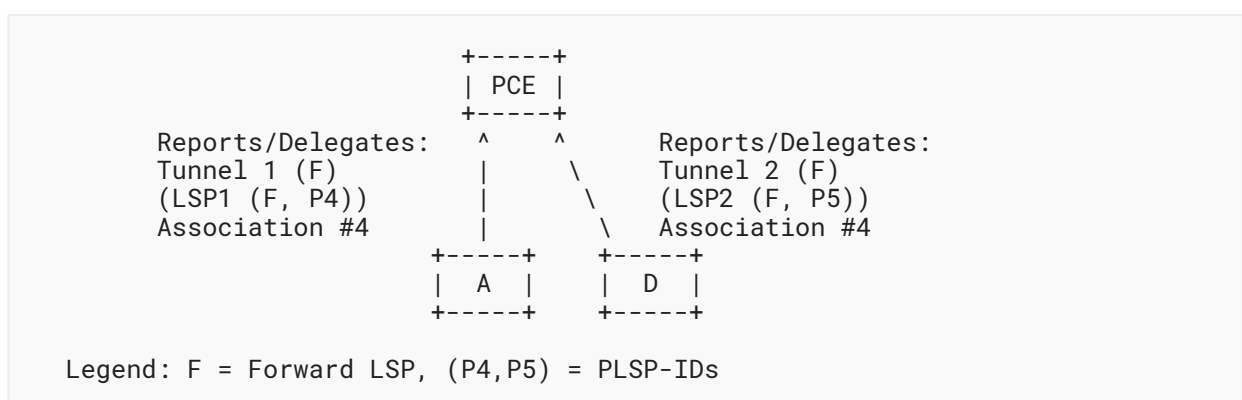 +-----+
                          | PCE |
                          +-----+
      Reports/Delegates:   ^    ^      Reports/Delegates:
      Tunnel 1 (F)         |     \     Tunnel 2 (F)
      (LSP1 (F, P4))       |      \    (LSP2 (F, P5))
      Association #4       |       \   Association #4
                        +-----+    +-----+
                        |  A  |    |  D  |
                        +-----+    +-----+
Legend: F = Forward LSP, (P4,P5) = PLSP-IDs